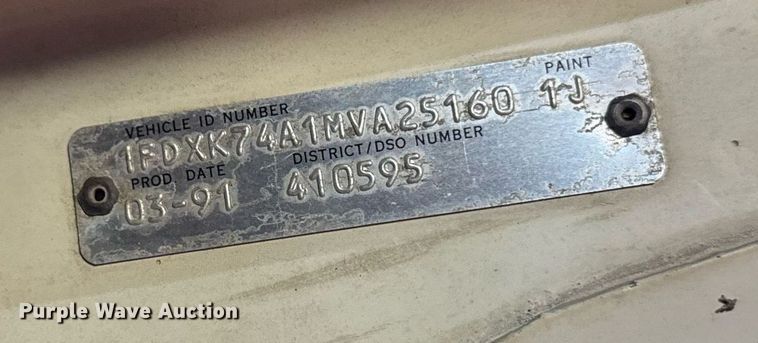 VEHICLE ID NUMBER PAINT
1FDXK74A1MVA25160 1J
PROD DATE DISTRICT/DSO NUMBER
03-91 410595
Purple Wave Auction